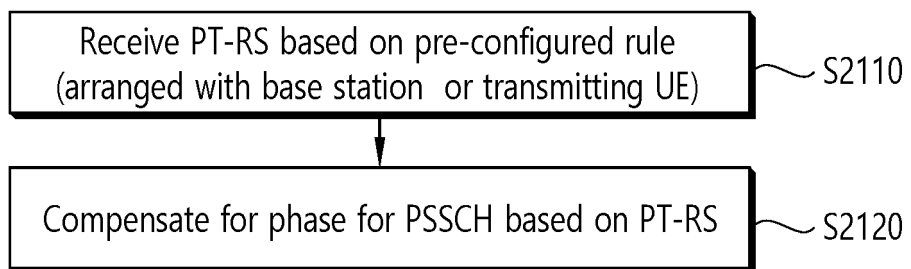 Receive PT-RS based on pre-configured rule
(arranged with base station or transmitting UE)
S2110
Compensate for phase for PSSCH based on PT-RS
S2120